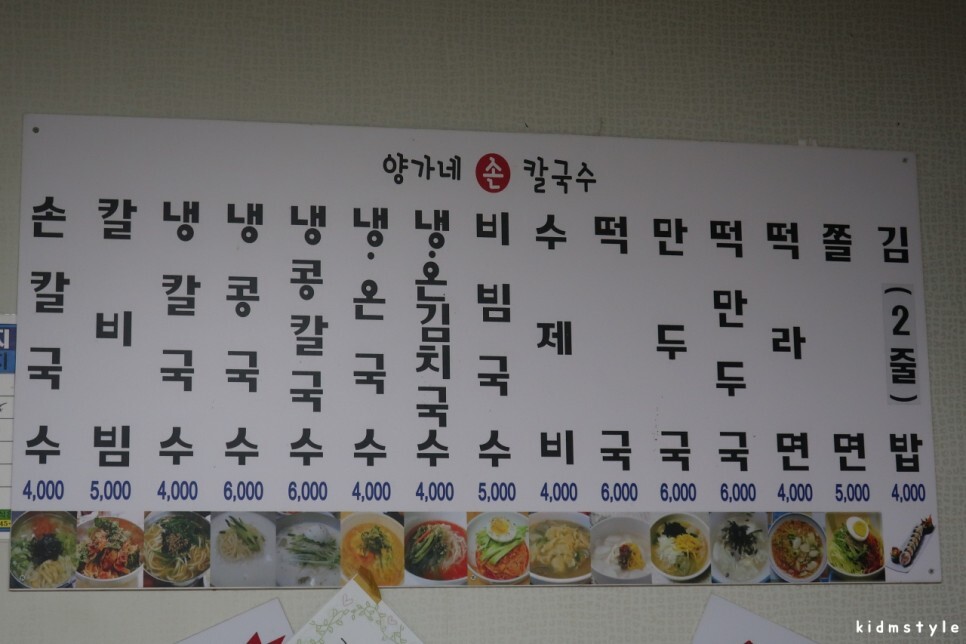 양가네 손 칼국수
손칼국수 4,000
칼비빔 5,000
냉칼국수 4,000
냉콩국수 6,000
냉콩칼국수 6,000
냉·온국수 4,000
냉·온김치국수 4,000
비빔국수 5,000
수제비 4,000
떡국 6,000
만두국 6,000
떡만두국 6,000
떡라면 4,000
쫄면 5,000
김(2줄)밥 4,000
kidmstyle